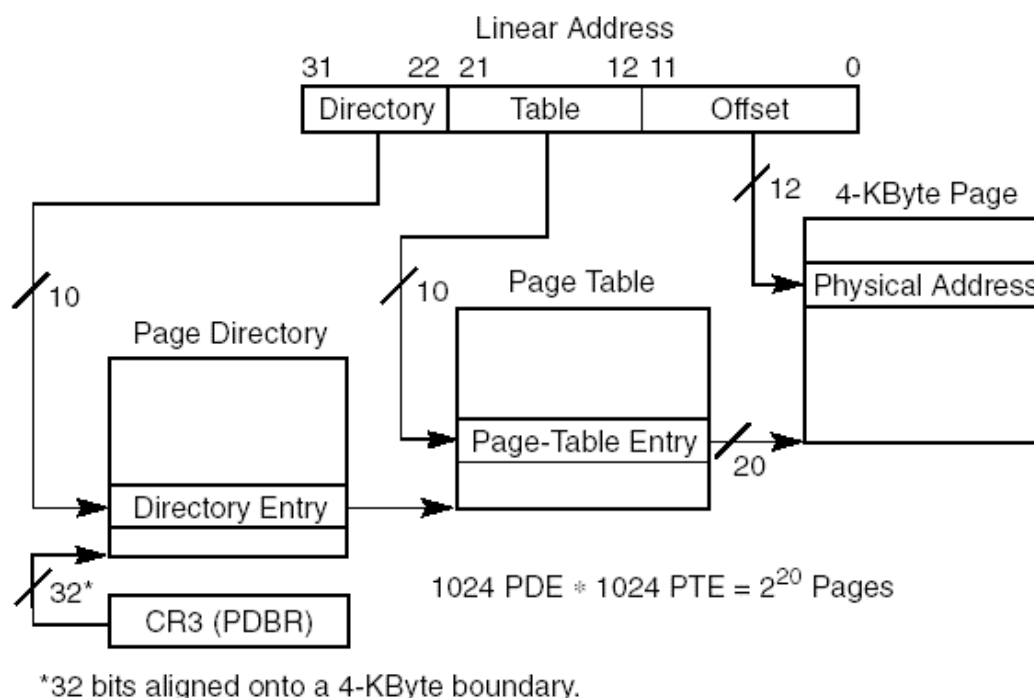 Linear Address
31 22 21 12 11 0
Directory Table Offset
12
4-KByte Page
Physical Address
10
10
Page Table
Page Directory
Page-Table Entry
20
Directory Entry
32*
1024 PDE * 1024 PTE = 2^20 Pages
CR3 (PDBR)
*32 bits aligned onto a 4-KByte boundary.